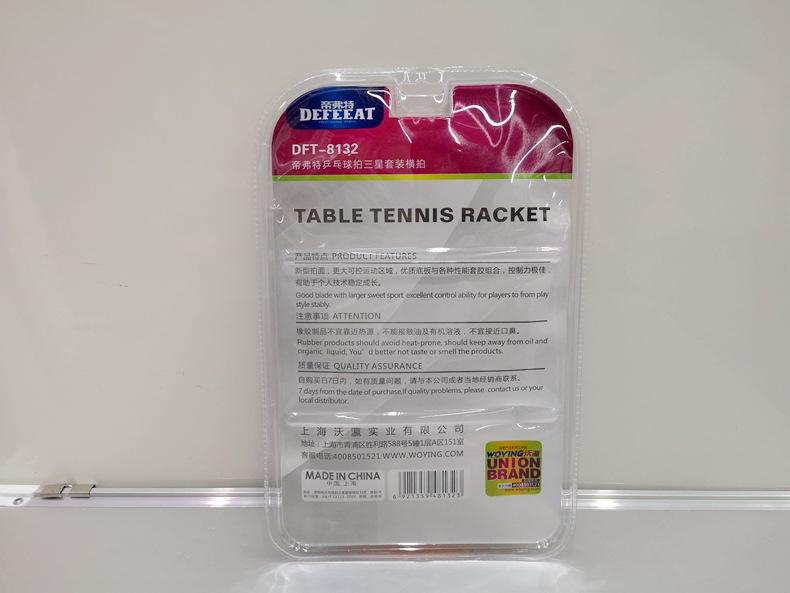 帝弗特
DEFEEAT
DFT-8132
帝弗特乒乓球拍三星套装横拍
TABLE TENNIS RACKET
产品特点 PRODUCT FEATURES
新型拍面，更大可控运动区域，优质底板与各种性能套胶组合，控制力极佳，
有助于个人技术稳定成长。
Good blade with larger sweet sport excellent control ability for players to from play
style stably.
注意事项 ATTENTION
橡胶制品不宜靠近热源，不能接触油及有机溶液，不宜接近口鼻。
Rubber products should avoid heat-prone, should keep away from oil and
organic liquid, You'd better not taste or smell the products.
质量保证 QUALITY ASSURANCE
自购买日7日内，如有质量问题，请与本公司或者当地经销商联系。
7 days from the date of purchase,if quality problems, please contact us or your
local distributor.
上海沃瀛实业有限公司
地址：上海市青浦区胜利路588号5幢1层A区151室
客服电话:4008501521 WWW.WOYING.COM
MADE IN CHINA
中国 上海
6 921359 481323
WOYING沃瀛
UNION
BRAND
4008501521
www.woying.com